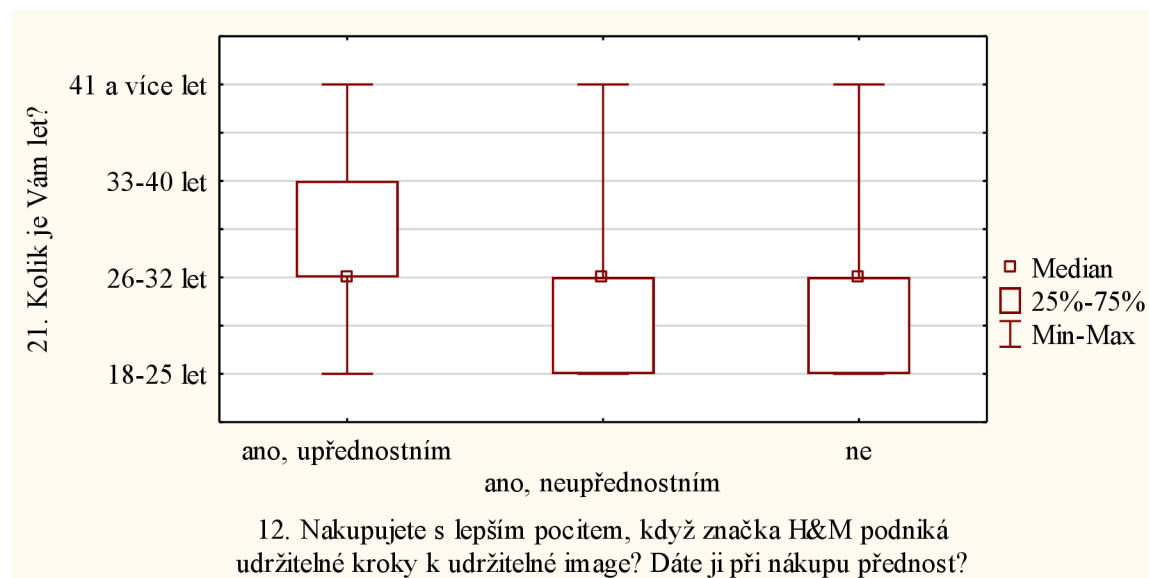 21. Kolik je Vám let?
41 a více let
33-40 let
26-32 let
18-25 let
ano, upřednostním
ano, neupřednostním
ne
12. Nakupujete s lepším pocitem, když značka H&M podniká
udržitelné kroky k udržitelné image? Dáte ji při nákupu přednost?
Median
25%-75%
Min-Max